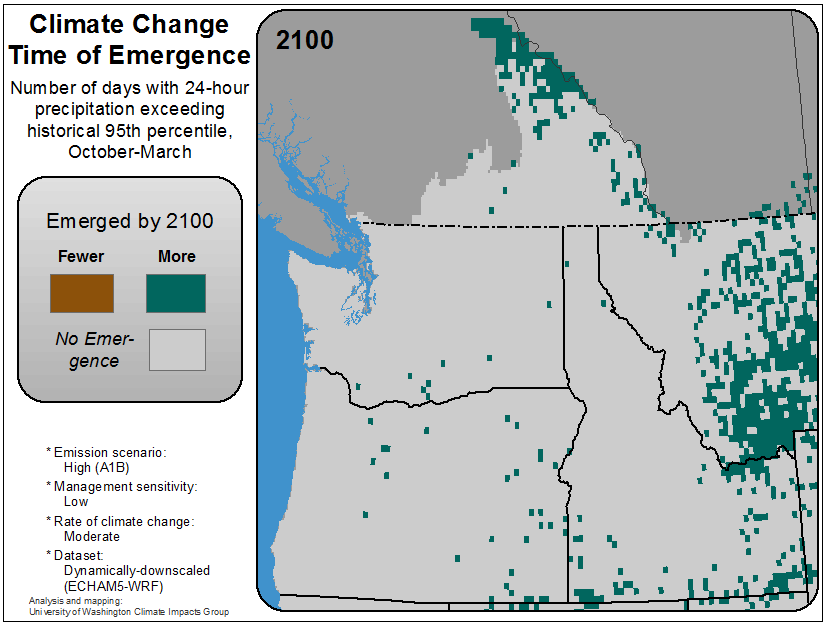 Climate Change
Time of Emergence
Number of days with 24-hour
precipitation exceeding
historical 95th percentile,
October-March
Emerged by 2100
Fewer More
No Emer-
gence
* Emission scenario:
High (A1B)
* Management sensitivity:
Low
* Rate of climate change:
Moderate
* Dataset:
Dynamically-downscaled
(ECHAM5-WRF)
Analysis and mapping:
University of Washington Climate Impacts Group
2100